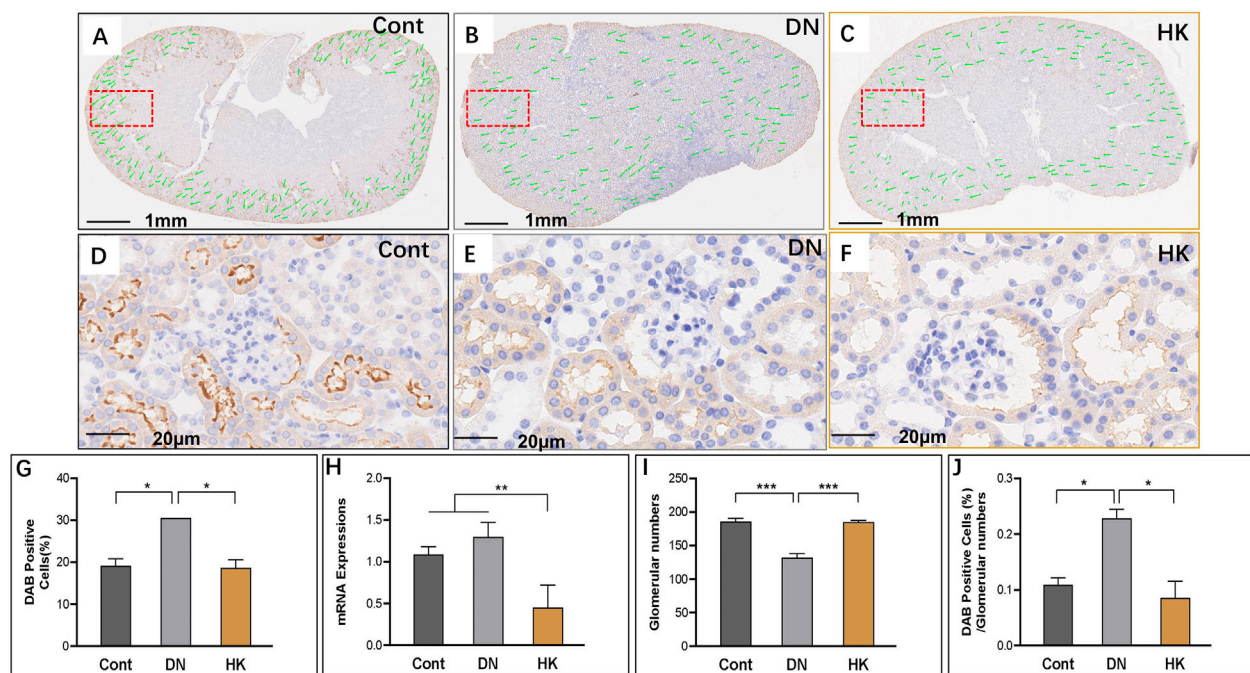 A Cont
B DN
C HK
1mm
1mm
1mm
D Cont
E DN
F HK
20μm
20μm
20μm
G
DAB Positive
Cells(%)
40
30
20
10
0
* *
Cont DN HK
H
mRNA Expressions
2.0
1.5
1.0
0.5
0.0
**
Cont DN HK
I
Glomerular numbers
250
200
150
100
50
0
*** ***
Cont DN HK
J
DAB Positive Cells (%)
/Glomerular numbers
0.3
0.2
0.1
0.0
* *
Cont DN HK